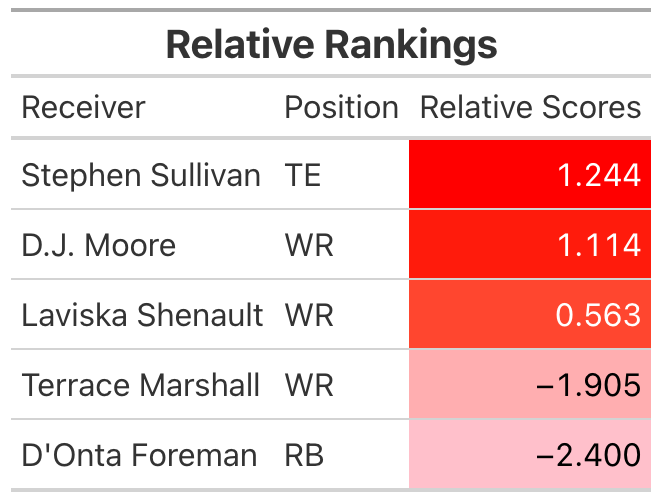 Relative Rankings
Receiver Position Relative Scores
Stephen Sullivan TE 1.244
D.J. Moore WR 1.114
Laviska Shenault WR 0.563
Terrace Marshall WR −1.905
D'Onta Foreman RB −2.400